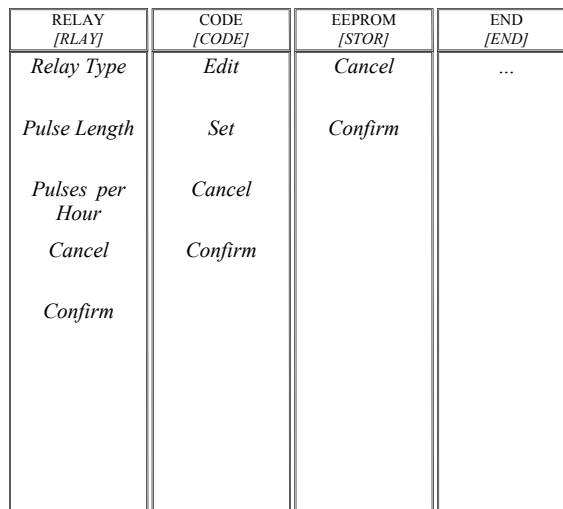 RELAY
[RLAY]
CODE
[CODE]
EEPROM
[STOR]
END
[END]
Relay Type
Edit
Cancel
...
Pulse Length
Set
Confirm
Pulses per
Hour
Cancel
Cancel
Confirm
Confirm